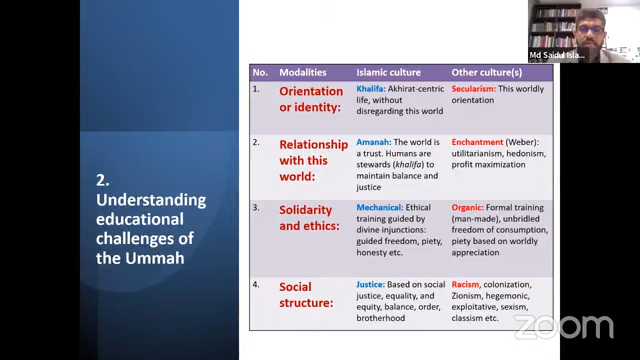 Md Saidul Isla...
2.
Understanding
educational
challenges of
the Ummah
No. Modalities Islamic culture Other culture(s)
1. Orientation
or identity:
Khalifa: Akhirat-centric
life, without
disregarding this world
Secularism: This worldly
orientation
2. Relationship
with this
world:
Amanah: The world is
a trust. Humans are
stewards (khalifa) to
maintain balance and
justice
Enchantment (Weber):
utilitarianism, hedonism,
profit maximization
3. Solidarity
and ethics:
Mechanical: Ethical
training guided by
divine injunctions:
guided freedom, piety,
honesty etc.
Organic: Formal training
(man-made), unbridled
freedom of consumption,
piety based on worldly
appreciation
4. Social
structure:
Justice: Based on social
justice, equality, and
equity, balance, order,
brotherhood
Racism, colonization,
Zionism, hegemonic,
exploitative, sexism,
classism etc.
zoom